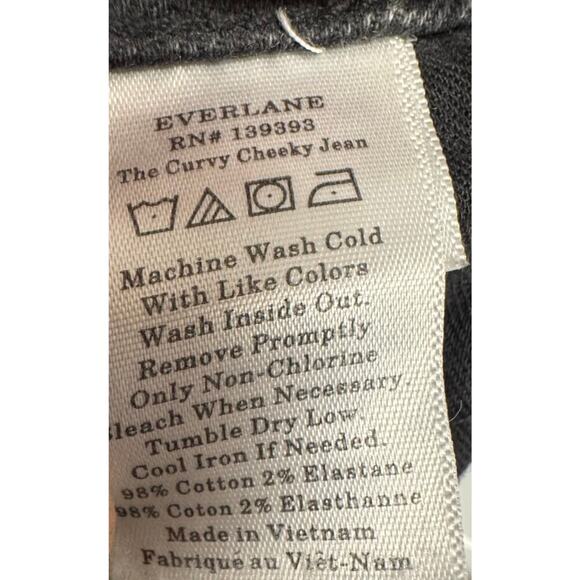 EVERLANE
RN# 139393
The Curvy Cheeky Jean
Machine Wash Cold
With Like Colors
Wash Inside Out.
Remove Promptly
Only Non-Chlorine
Bleach When Necessary.
Tumble Dry Low.
Cool Iron If Needed.
98% Cotton 2% Elastane
98% Coton 2% Elasthanne
Made in Vietnam
Fabriqué au Viêt-Nam